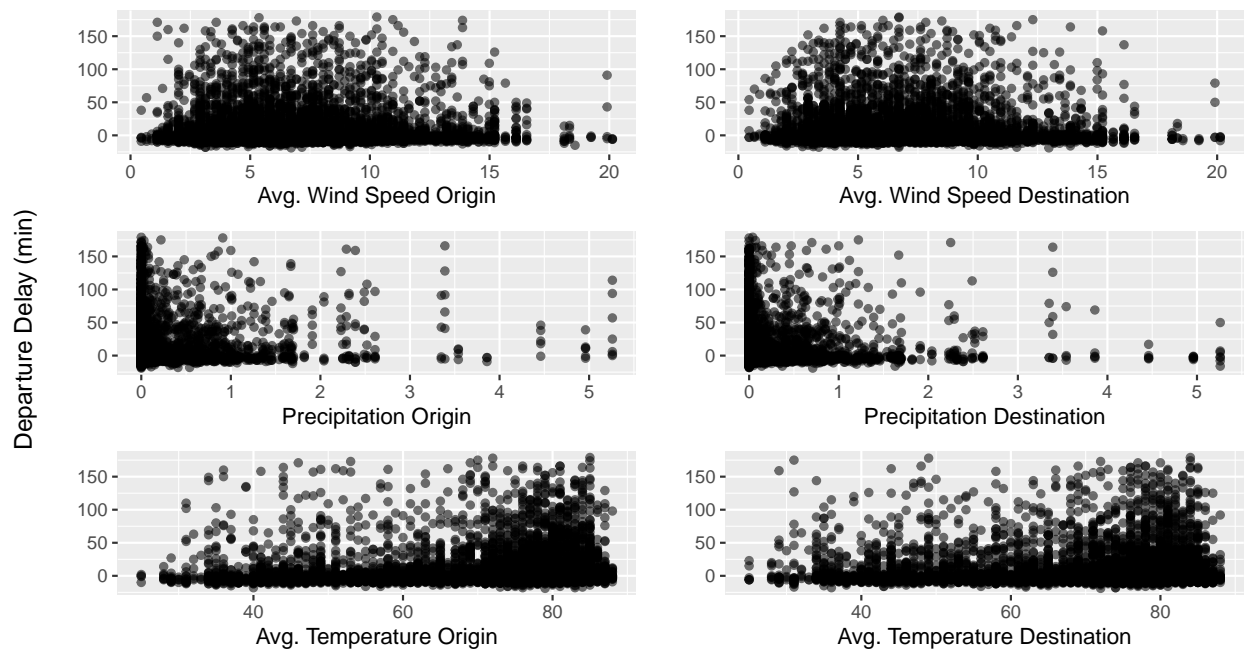 Departure Delay (min)
150
100
50
0
0 5 10 15 20
Avg. Wind Speed Origin
150
100
50
0
0 5 10 15 20
Avg. Wind Speed Destination
150
100
50
0
0 1 2 3 4 5
Precipitation Origin
150
100
50
0
0 1 2 3 4 5
Precipitation Destination
150
100
50
0
40 60 80
Avg. Temperature Origin
150
100
50
0
40 60 80
Avg. Temperature Destination